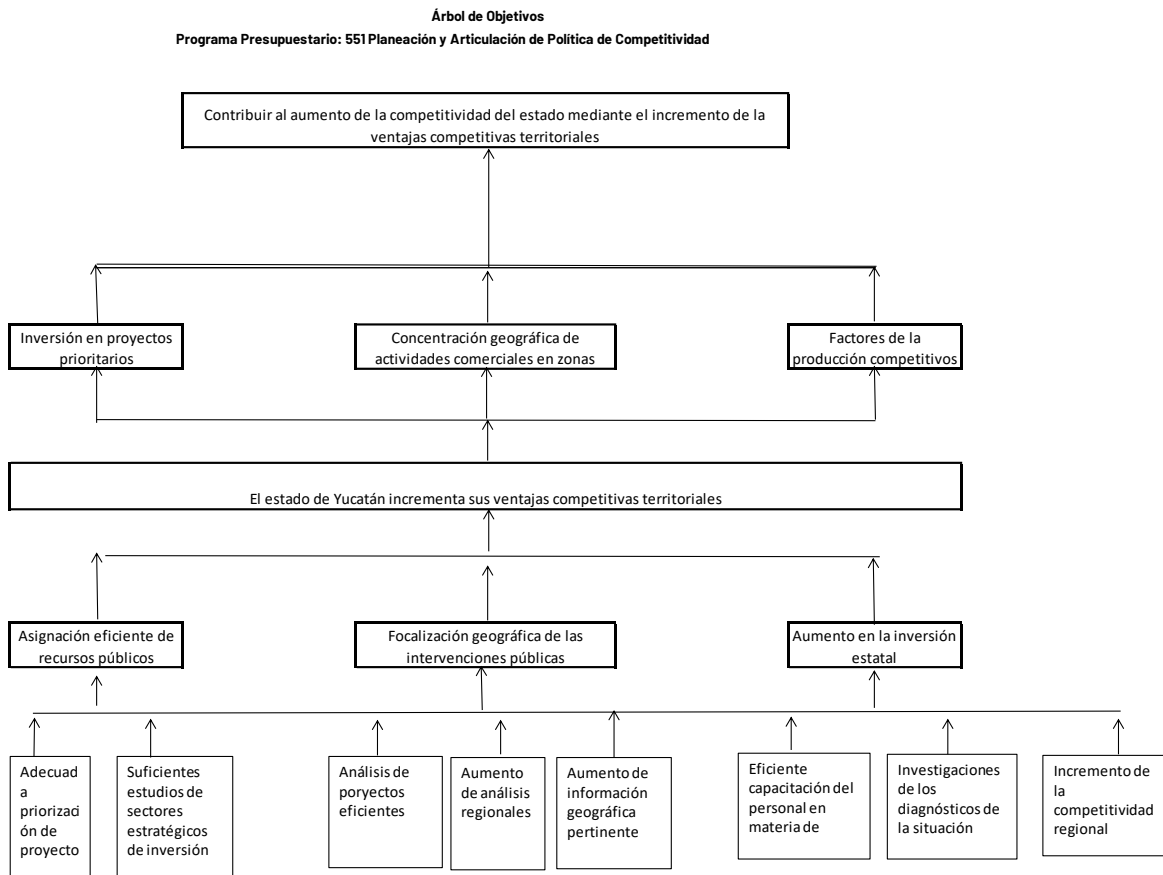 Árbol de Objetivos
Programa Presupuestario: 551 Planeación y Articulación de Política de Competitividad
Contribuir al aumento de la competitividad del estado mediante el incremento de la
ventajas competitivas territoriales
Inversión en proyectos
prioritarios
Concentración geográfica de
actividades comerciales en zonas
Factores de la
producción competitivos
El estado de Yucatán incrementa sus ventajas competitivas territoriales
Asignación eficiente de
recursos públicos
Focalización geográfica de las
intervenciones públicas
Aumento en la inversión
estatal
Adecuad
a
priorizaci
ón de
proyecto
Suficientes
estudios de
sectores
estratégicos
de inversión
Análisis de
poryectos
eficientes
Aumento
de análisis
regionales
Aumento de
información
geográfica
pertinente
Eficiente
capacitación del
personal en
materia de
Investigaciones
de los
diagnósticos de
la situación
Incremento de
la
competitividad
regional